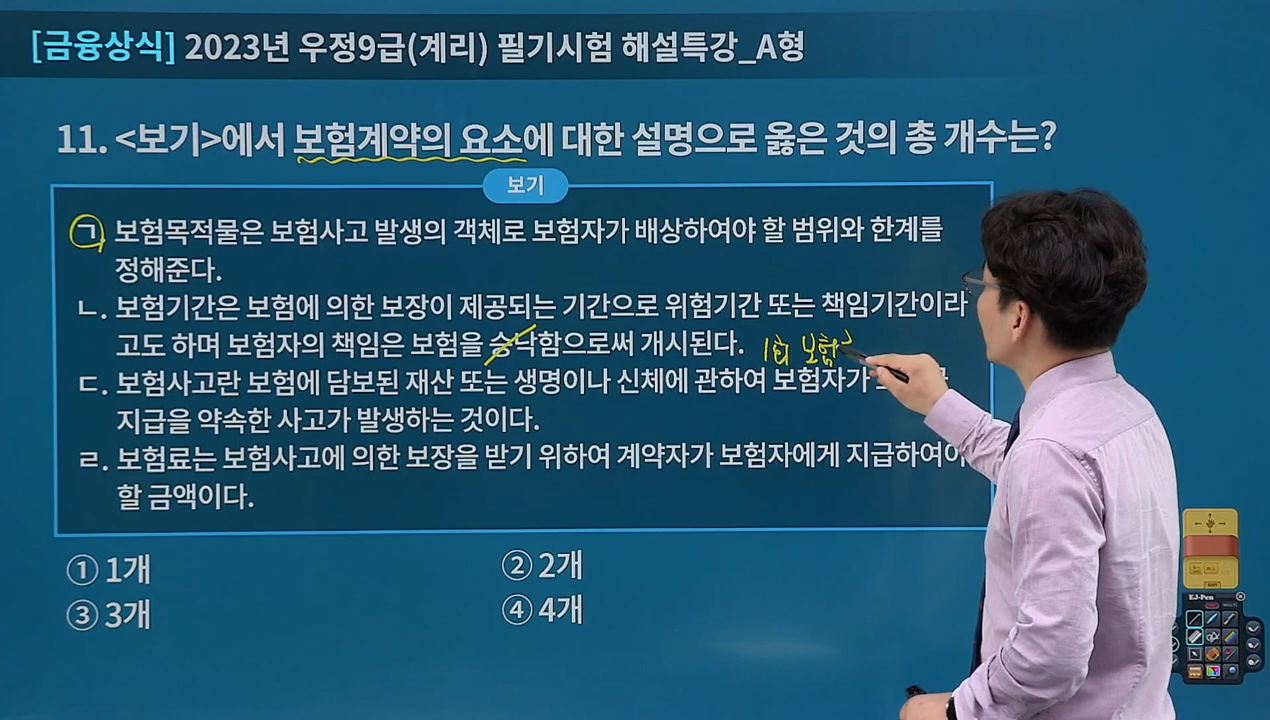 [금융상식] 2023년 우정9급(계리) 필기시험 해설특강_A형
11. <보기>에서 보험계약의 요소에 대한 설명으로 옳은 것의 총 개수는?
보기
ㄱ 보험목적물은 보험사고 발생의 객체로 보험자가 배상하여야 할 범위와 한계를
정해준다.
ㄴ. 보험기간은 보험에 의한 보장이 제공되는 기간으로 위험기간 또는 책임기간이라
고도 하며 보험자의 책임은 보험을 승낙함으로써 개시된다. 1회 보험
ㄷ. 보험사고란 보험에 담보된 재산 또는 생명이나 신체에 관하여 보험자가
지급을 약속한 사고가 발생하는 것이다.
ㄹ. 보험료는 보험사고에 의한 보장을 받기 위하여 계약자가 보험자에게 지급하여야
할 금액이다.
① 1개
② 2개
③ 3개
④ 4개
EJ-Pen